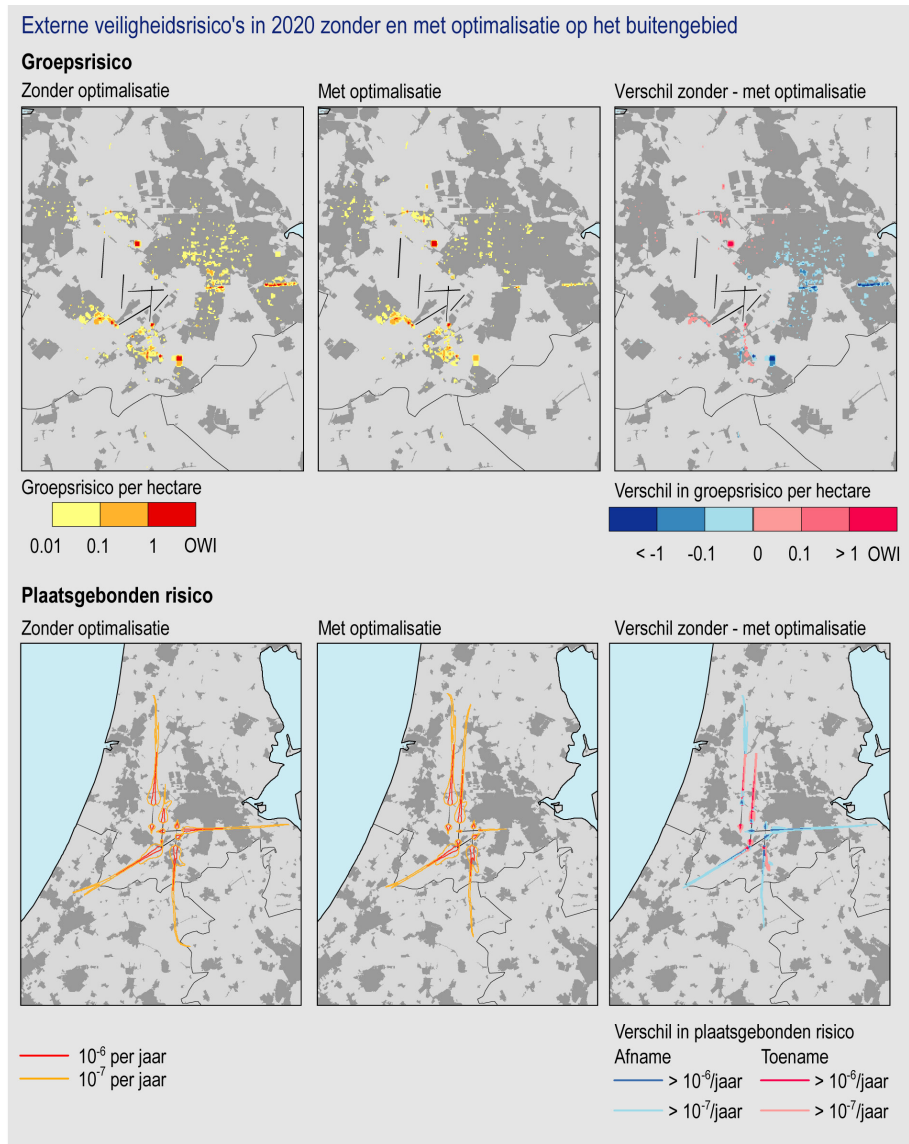 Externe veiligheidsrisico's in 2020 zonder en met optimalisatie op het buitengebied
Groepsrisico
Zonder optimalisatie
Met optimalisatie
Verschil zonder - met optimalisatie
Groepsrisico per hectare
0.01 0.1 1 OWI
Verschil in groepsrisico per hectare
< -1 -0.1 0 0.1 > 1 OWI
Plaatsgebonden risico
Zonder optimalisatie
Met optimalisatie
Verschil zonder - met optimalisatie
10⁻⁶ per jaar
10⁻⁷ per jaar
Verschil in plaatsgebonden risico
Afname Toename
> 10⁻⁶/jaar > 10⁻⁶/jaar
> 10⁻⁷/jaar > 10⁻⁷/jaar